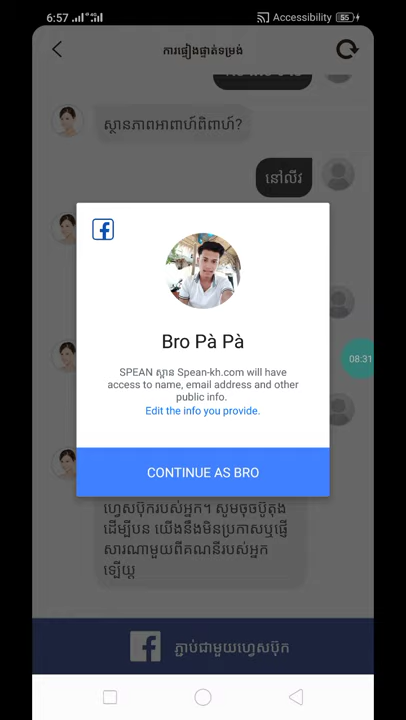 6:57
Accessibility 55
ការផ្ទៀងផ្ទាត់ទម្រង់
ស្ថានភាពអាពាហ៍ពិពាហ៍?
នៅលីវ
Bro Pà Pà
SPEAN ស្ពាន Spean-kh.com will have
access to name, email address and other
public info.
Edit the info you provide.
08:31
CONTINUE AS BRO
ហ្វេសប៊ុករបស់អ្នក។ សូមចុចប៊ូតុង
ដើម្បីបន្ត យើងនឹងមិនប្រកាសឬផ្ញើ
សារណាមួយពីគណនីរបស់អ្នក
ឡើយ
ភ្ជាប់ជាមួយហ្វេសប៊ុក